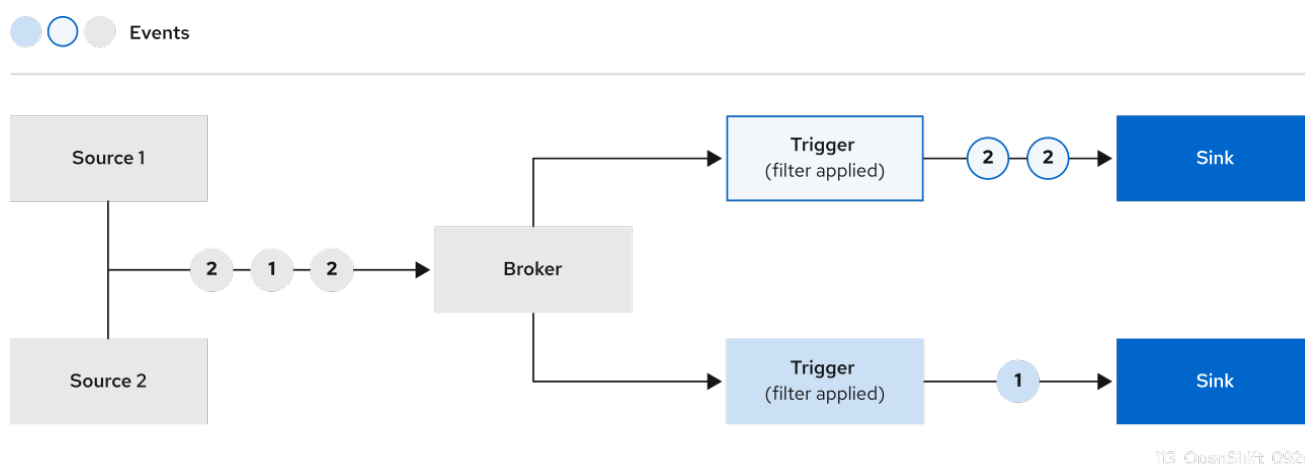 Events
Source 1
Trigger
(filter applied)
2 2
Sink
2 1 2
Broker
Source 2
Trigger
(filter applied)
1
Sink
113_OpenShift_092